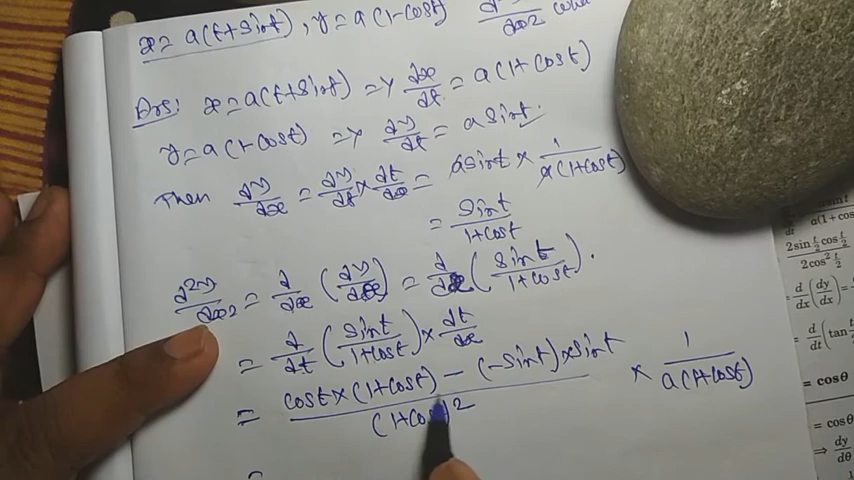 x = a(t+sint), y = a(1-cost)
Ans: x = a(t+sint) => dx/dt = a(1+cost)
y = a(1-cost) => dy/dt = a sint.
Then dy/dx = dy/dt × dt/dx = a sint × 1/a(1+cost)
= sint/1+cost
d²y/dx² = d/dx (dy/dx) = d/dx (sint/1+cost).
= d/dt (sint/1+cost) × dt/dx
= cost×(1+cost) - (-sint)×sint/(1+cost)² × 1/a(1+cost)
=
a(1+cos
2sin t/2 cos t/2
2cos² t/2
= d/dx (dy/dx) =
= d/dt (tan t/2
= cosθ
= cosθ
⇒ dy/dθ